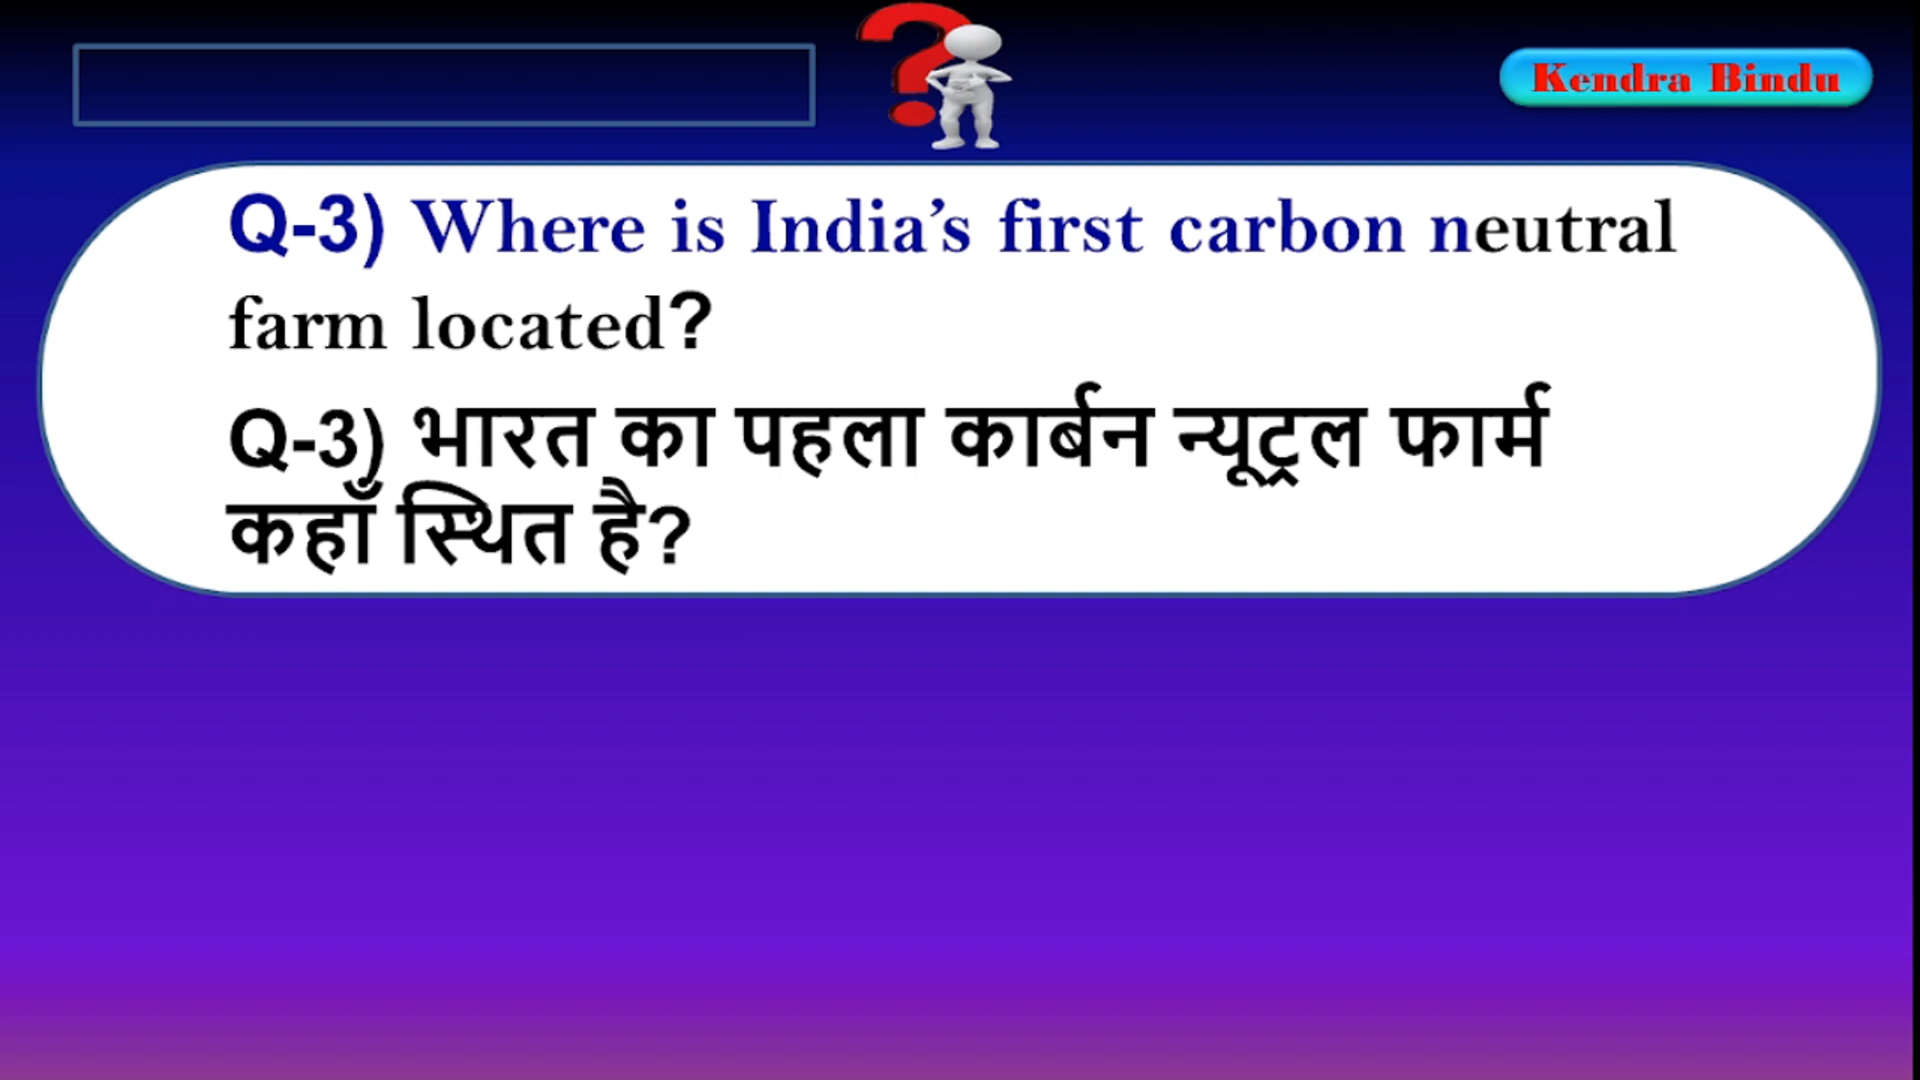 Kendra Bindu
Q-3) Where is India’s first carbon neutral
farm located?
Q-3) भारत का पहला कार्बन न्यूट्रल फार्म
कहाँ स्थित है?